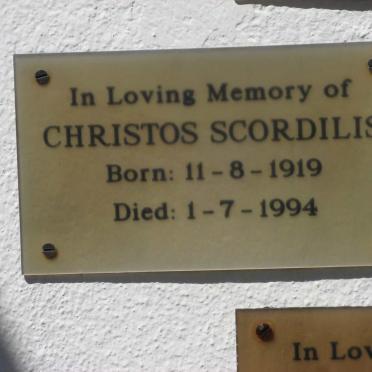 In Loving Memory of
CHRISTOS SCORDILIS
Born: 11 - 8 - 1919
Died: 1 - 7 - 1994
In Lov